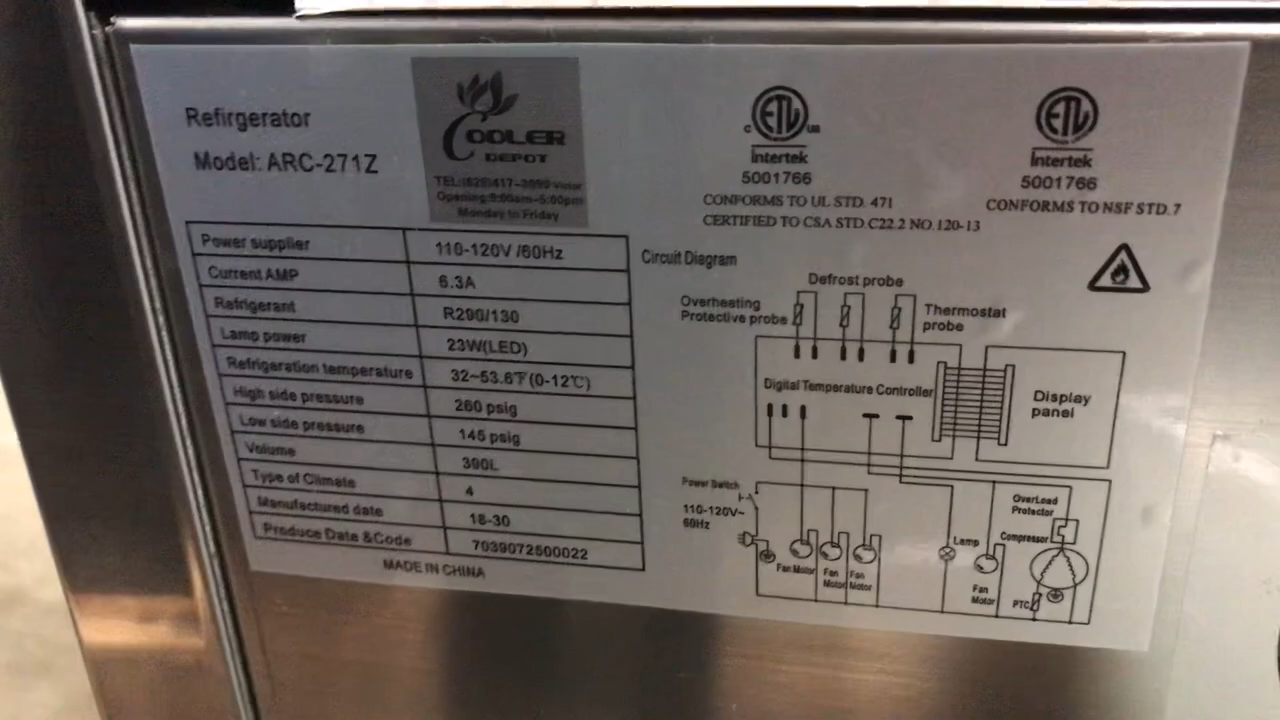 Refirgerator
Model: ARC-271Z
COOLER
DEPOT
Opening:9:00am-5:00pm
Monday to Friday
C ETL US
Intertek
5001766
CONFORMS TO UL STD. 471
CERTIFIED TO CSA STD.C22.2 NO.120-13
ETL
Intertek
5001766
CONFORMS TO NSF STD.7
Power supplier 110-120V /60Hz
Current AMP 6.3A
Refrigerant R290/130
Lamp power 23W(LED)
Refrigeration temperature 32~53.6℉(0-12℃)
High side pressure 260 psig
Low side pressure 145 psig
Volume 390L
Type of Climate 4
Manufactured date 18-30
Produce Date &Code 7039072500022
MADE IN CHINA
Circuit Diagram
Defrost probe
Overheating
Protective probe
Thermostat
probe
Digital Temperature Controller
Display
panel
Power Switch
110-120V~
60Hz
Fan Motor
Fan
Motor
Fan
Motor
Lamp
Fan
Motor
OverLoad
Protector
Compressor
PTC